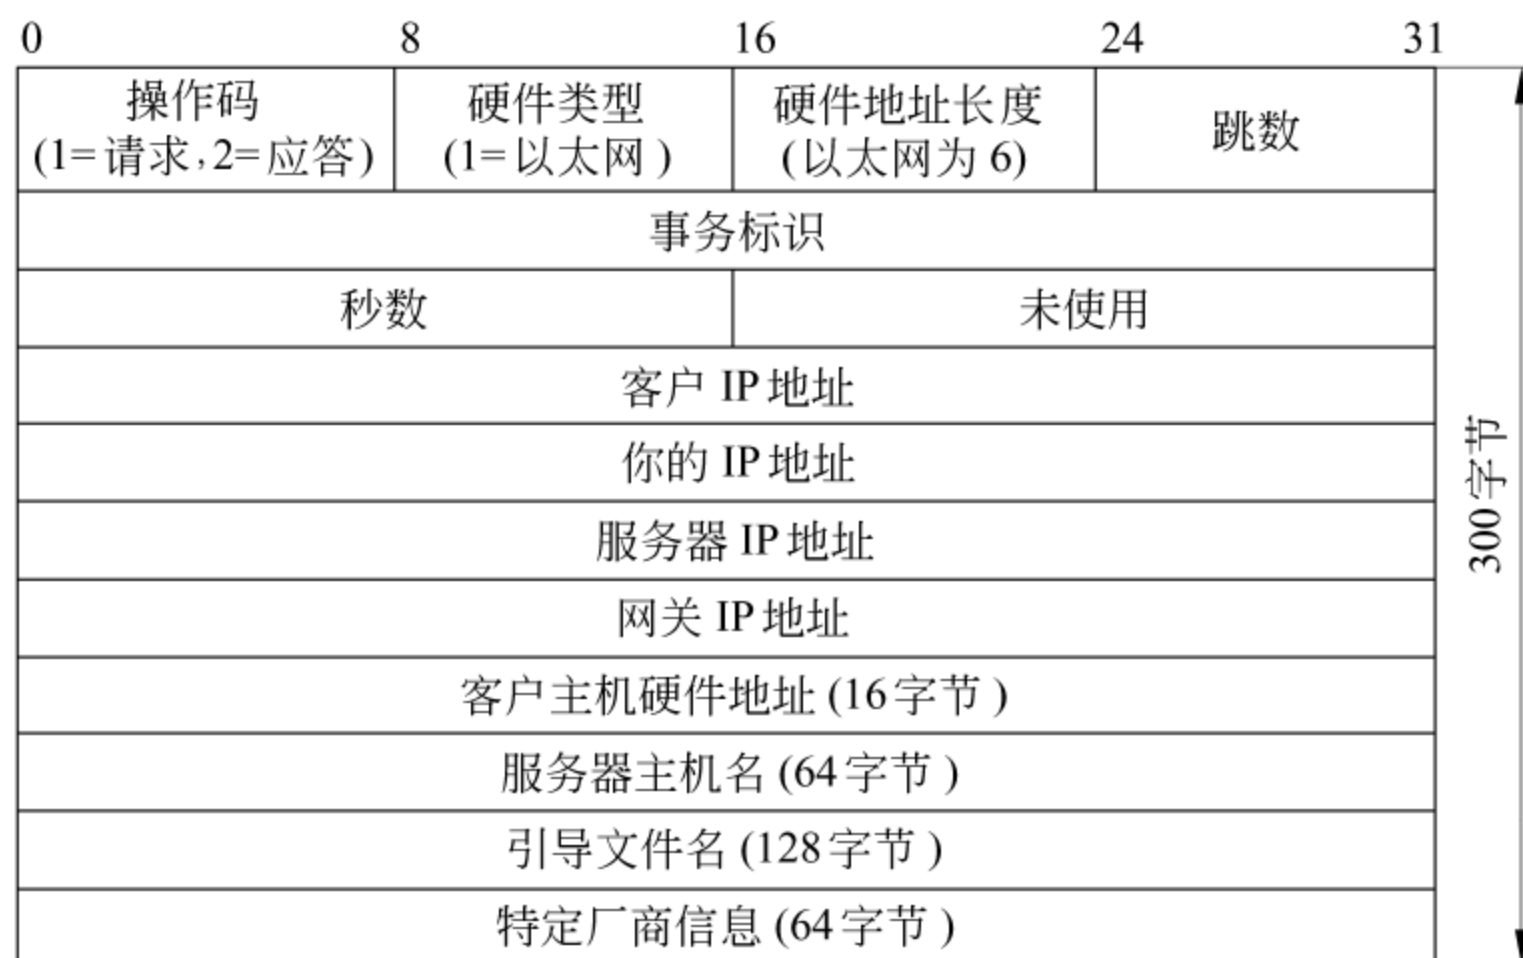 0 8 16 24 31
操作码 硬件类型 硬件地址长度 跳数
(1=请求,2=应答) (1=以太网) (以太网为 6)
事务标识
秒数 未使用
客户 IP 地址
你的 IP 地址
服务器 IP 地址
网关 IP 地址
客户主机硬件地址 (16字节)
服务器主机名 (64字节)
引导文件名 (128字节)
特定厂商信息 (64字节)
300字节